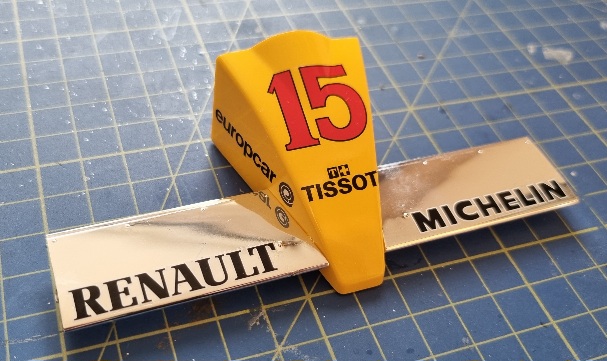 15
europcar
TISSOT
RENAULT
MICHELIN